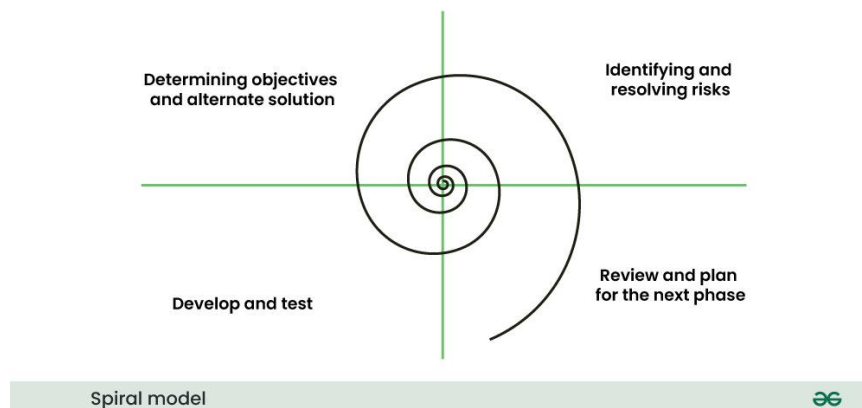 Determining objectives
and alternate solution
Identifying and
resolving risks
Develop and test
Review and plan
for the next phase
Spiral model